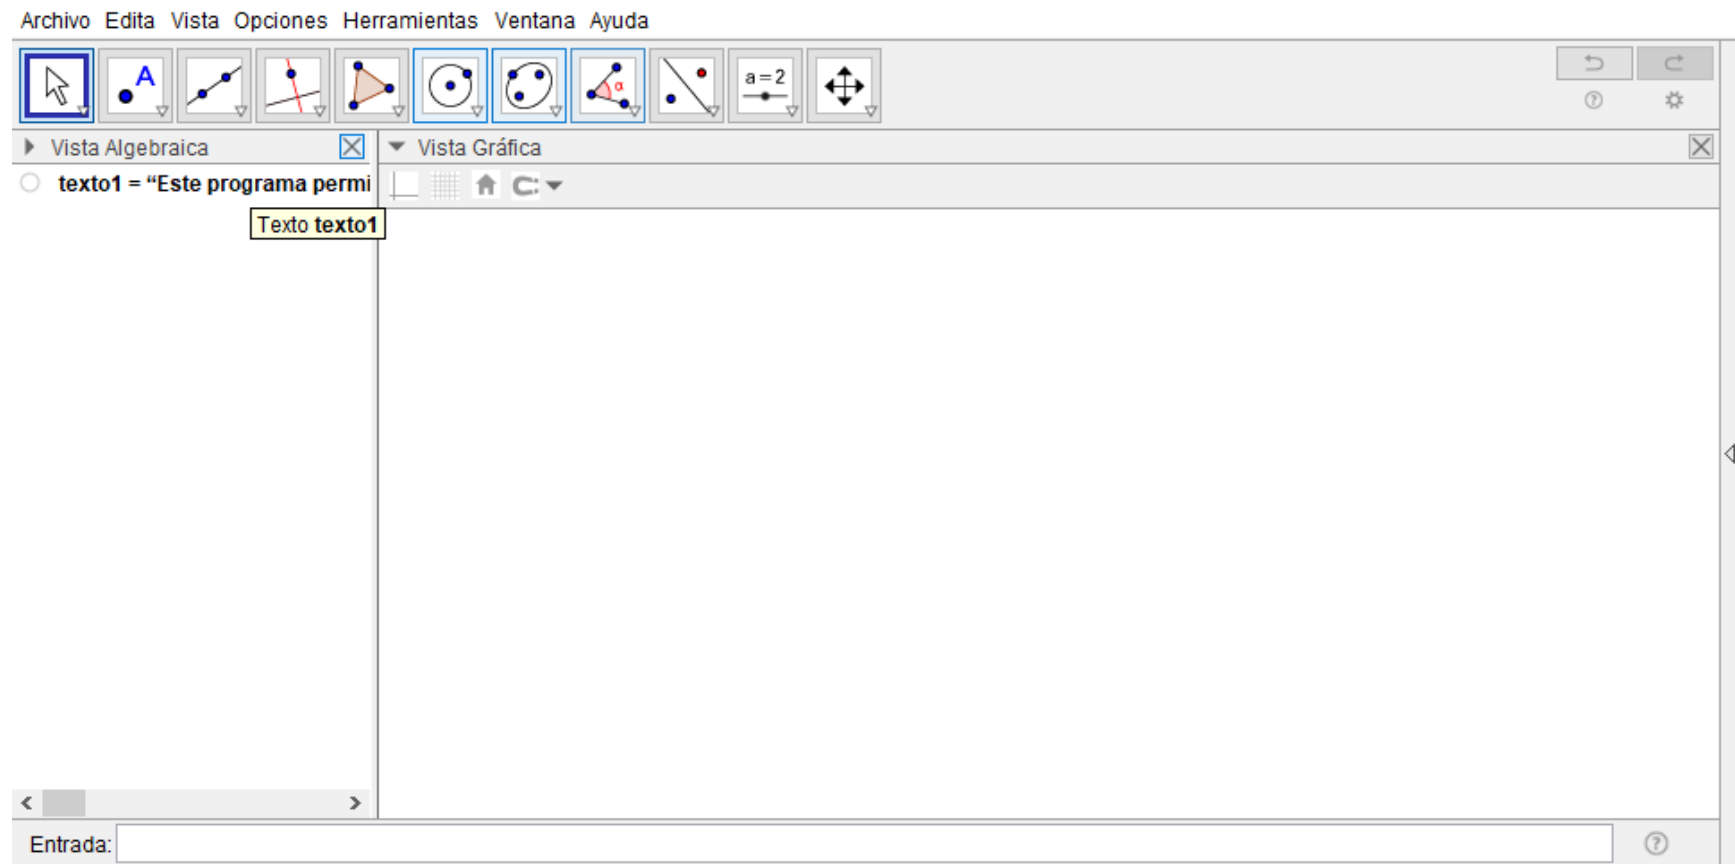 Archivo Edita Vista Opciones Herramientas Ventana Ayuda
A
α
a = 2
Vista Algebraica
Vista Gráfica
texto1 = “Este programa permi
Texto texto1
Entrada: